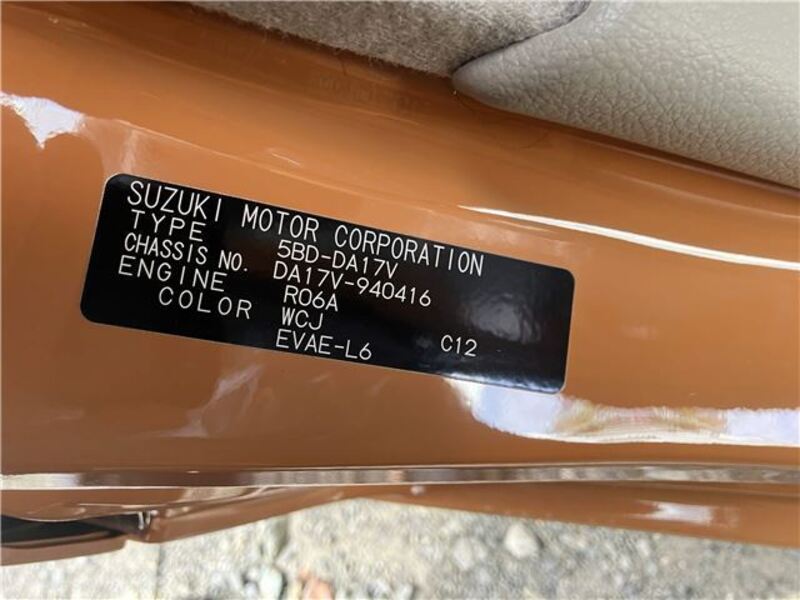 SUZUKI MOTOR CORPORATION
TYPE 5BD-DA17V
CHASSIS NO. DA17V-940416
ENGINE R06A
COLOR WCJ
EVAE-L6 C12